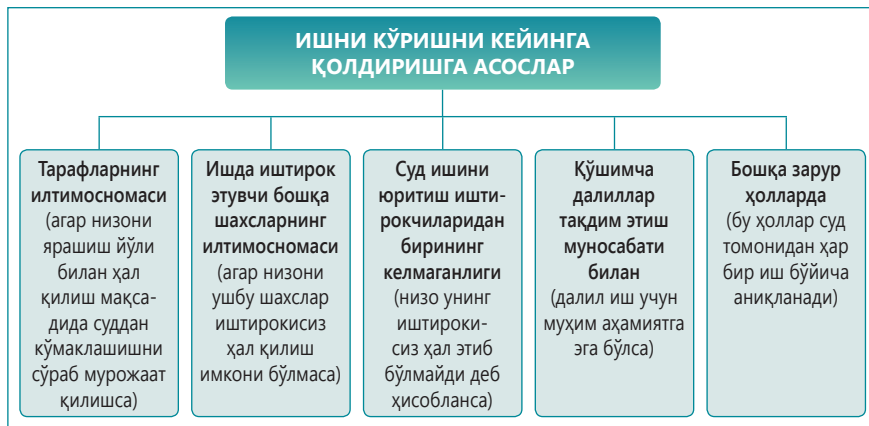 ИШНИ КЎРИШНИ КЕЙИНГА
ҚОЛДИРИШГА АСОСЛАР
Тарафларнинг
илтимосномаси
(агар низони
ярашиш йўли
билан ҳал
қилиш мақса-
дида суддан
кўмаклашишни
сўраб мурожаат
қилишса)
Ишда иштирок
этувчи бошқа
шахсларнинг
илтимосномаси
(агар низони
ушбу шахслар
иштирокисиз
ҳал қилиш
имкони бўлмаса)
Суд ишини
юритиш ишти-
рокчиларидан
бирининг
келмаганлиги
(низо унинг
иштироки-
сиз ҳал этиб
бўлмайди деб
ҳисобланса)
Қўшимча
далиллар
тақдим этиш
муносабати
билан
(далил иш учун
муҳим аҳамиятга
эга бўлса)
Бошқа зарур
ҳолларда
(бу ҳоллар суд
томонидан ҳар
бир иш бўйича
аниқланади)